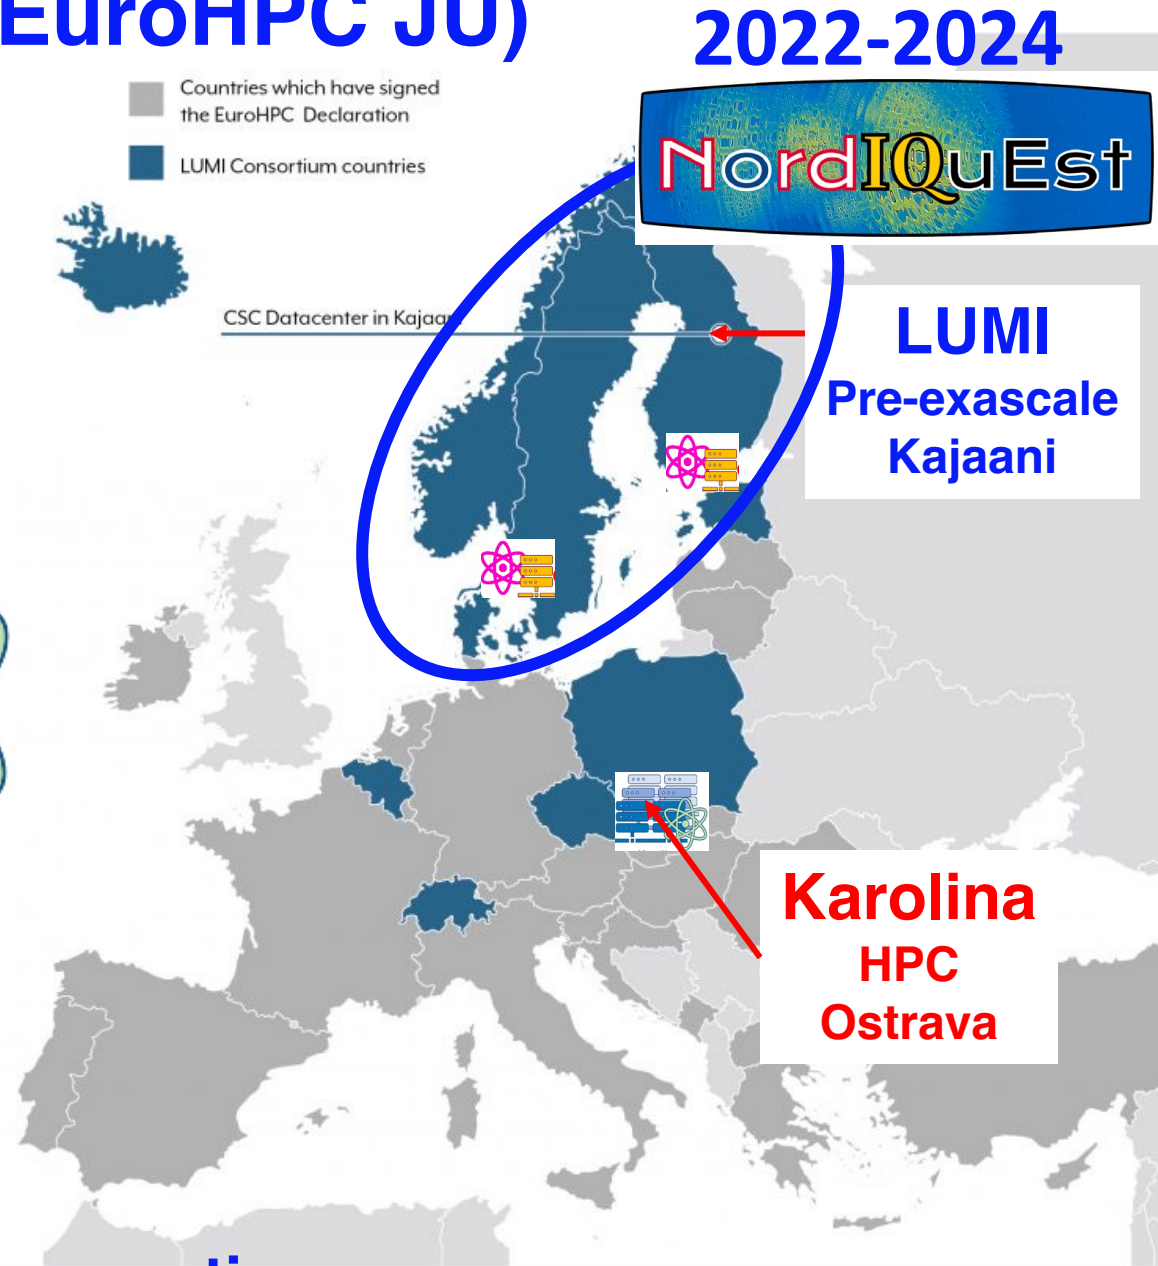 EuroHPC JU)
2022-2024
Countries which have signed
the EuroHPC Declaration
LUMI Consortium countries
NordIQuEst
CSC Datacenter in Kajaani
LUMI
Pre-exascale
Kajaani
Karolina
HPC
Ostrava